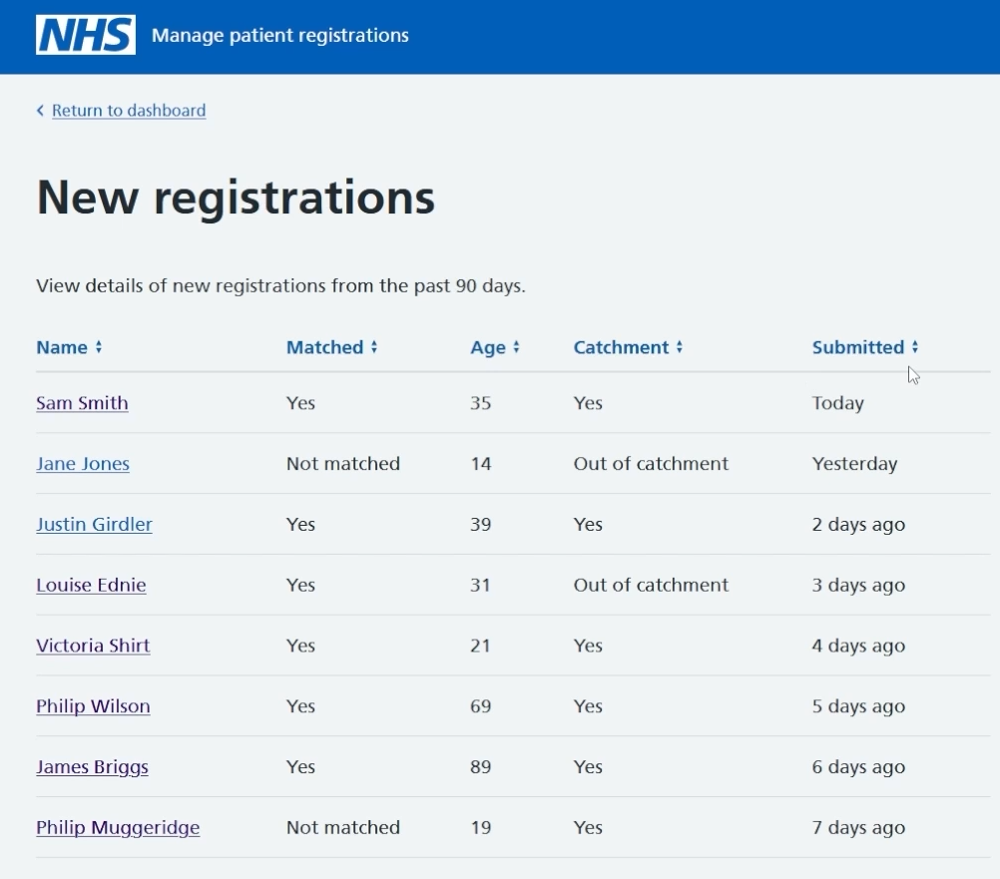 NHS Manage patient registrations
Return to dashboard
New registrations
View details of new registrations from the past 90 days.
Name Matched Age Catchment Submitted
Sam Smith Yes 35 Yes Today
Jane Jones Not matched 14 Out of catchment Yesterday
Justin Girdler Yes 39 Yes 2 days ago
Louise Ednie Yes 31 Out of catchment 3 days ago
Victoria Shirt Yes 21 Yes 4 days ago
Philip Wilson Yes 69 Yes 5 days ago
James Briggs Yes 89 Yes 6 days ago
Philip Muggeridge Not matched 19 Yes 7 days ago